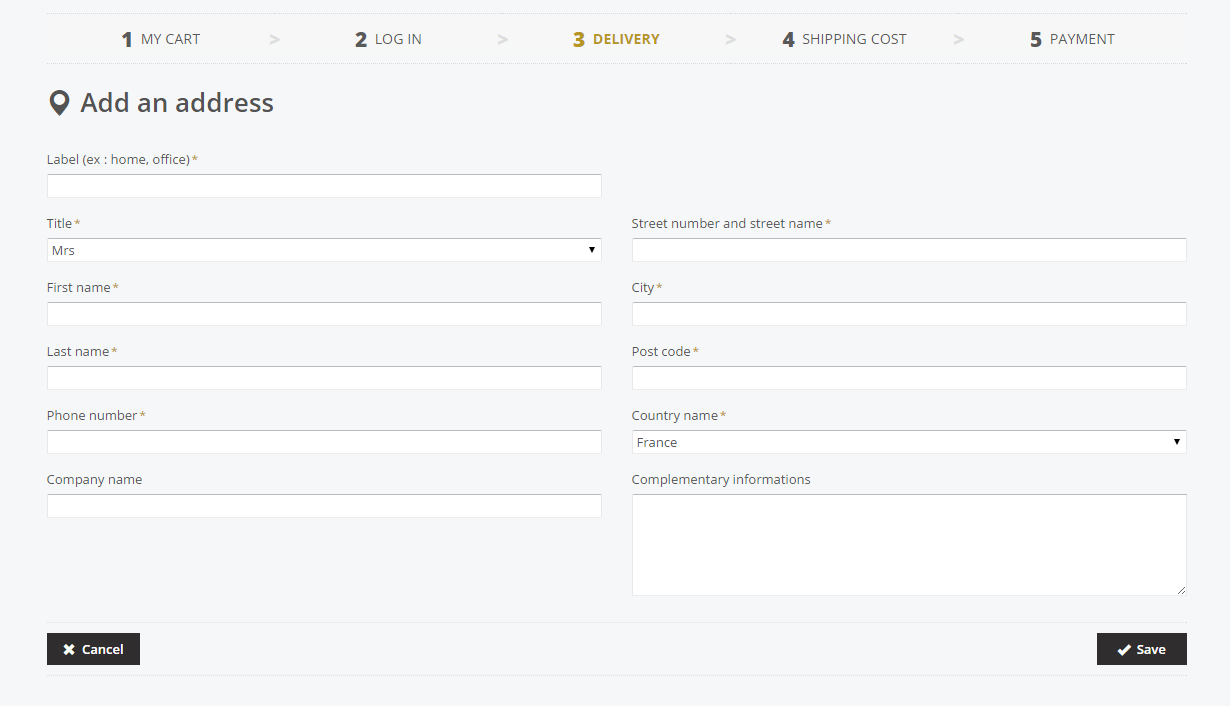 1 MY CART > 2 LOG IN > 3 DELIVERY > 4 SHIPPING COST > 5 PAYMENT
Add an address
Label (ex : home, office)*
Title*
Mrs
Street number and street name*
First name*
City*
Last name*
Post code*
Phone number*
Country name*
France
Company name
Complementary informations
Cancel
Save